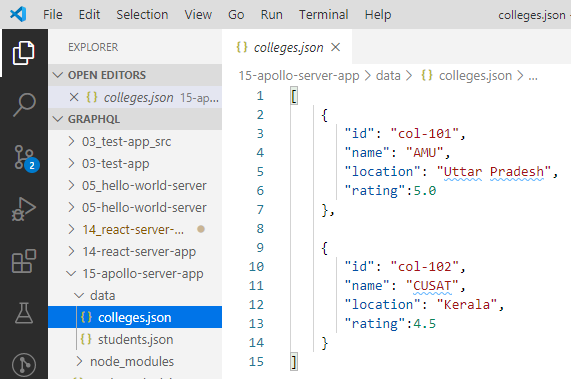 File Edit Selection View Go Run Terminal Help colleges.json
EXPLORER
OPEN EDITORS
{ } colleges.json 15-ap...
GRAPHQL
03_test-app_src
03-test-app
05_hello-world-server
05-hello-world-server
14_react-server-...
14-react-server-app
15-apollo-server-app
data
{ } colleges.json
{ } students.json
node_modules
2
{ } colleges.json
15-apollo-server-app > data > { } colleges.json > ...
1 [
2 {
3 "id": "col-101",
4 "name": "AMU",
5 "location": "Uttar Pradesh",
6 "rating":5.0
7 },
8
9 {
10 "id": "col-102",
11 "name": "CUSAT",
12 "location": "Kerala",
13 "rating":4.5
14 }
15 ]